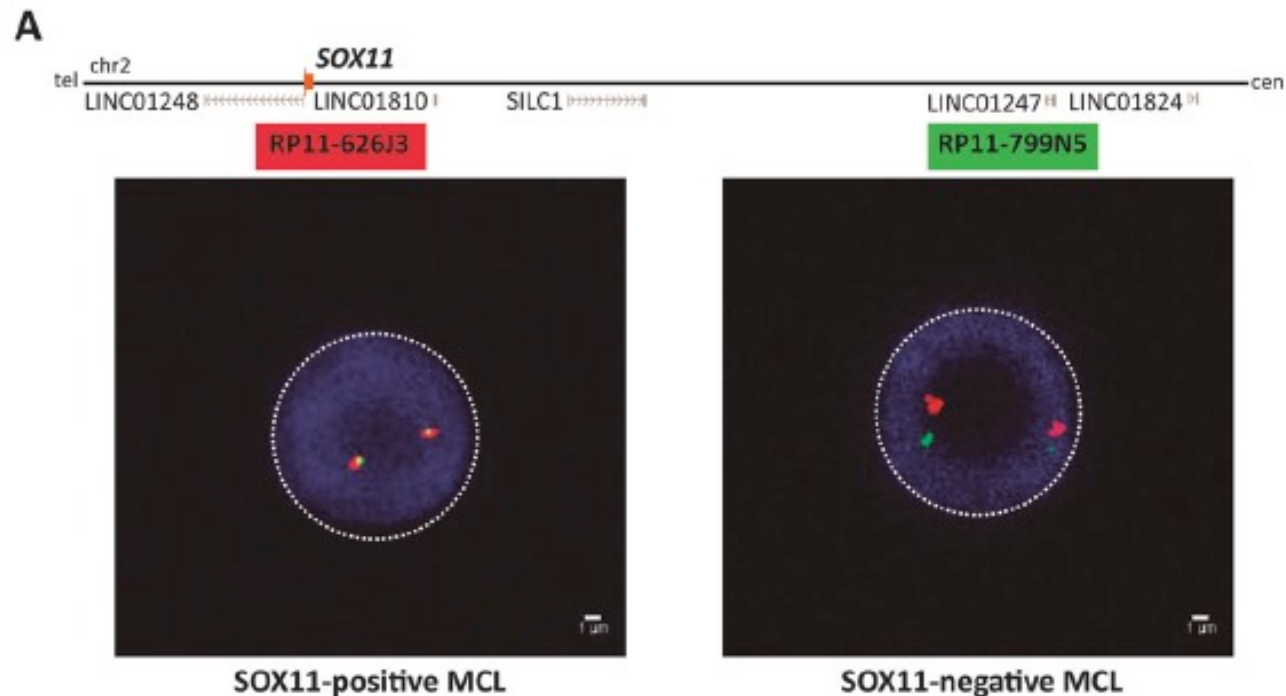 A
SOX11
tel chr2 cen
LINC01248 LINC01810 SILC1 LINC01247 LINC01824
RP11-626J3 RP11-799N5
1 µm 1 µm
SOX11-positive MCL SOX11-negative MCL